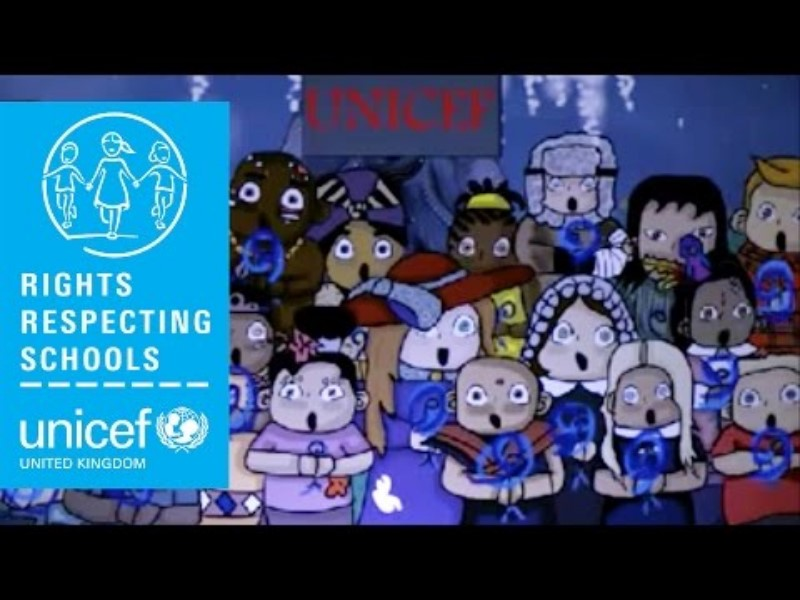 UNICEF
RIGHTS
RESPECTING
SCHOOLS
unicef
UNITED KINGDOM